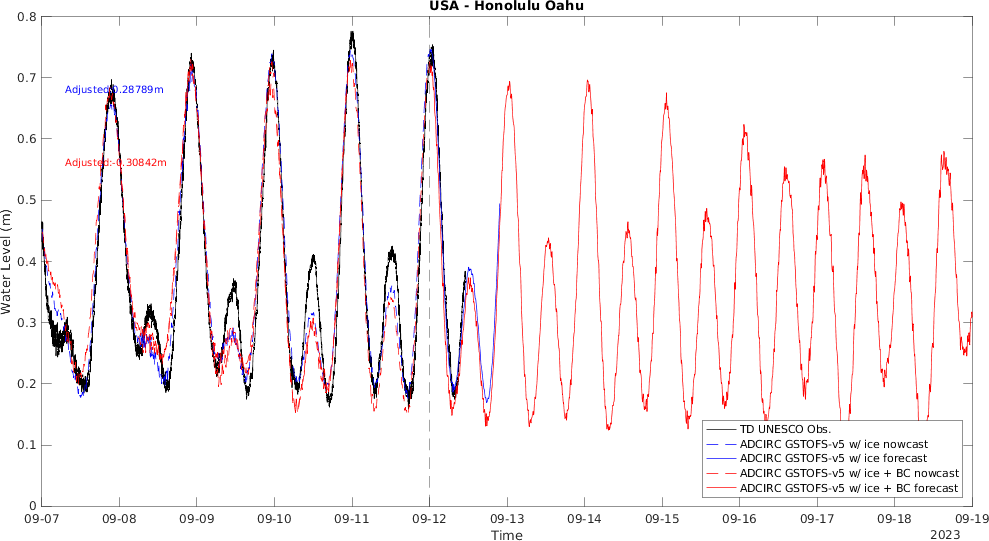 USA - Honolulu Oahu
0.8
0.7
0.6
0.5
0.4
0.3
0.2
0.1
0
Water Level (m)
Adjusted:0.28789m
Adjusted:-0.30842m
TD UNESCO Obs.
ADCIRC GSTOFS-v5 w/ ice nowcast
ADCIRC GSTOFS-v5 w/ ice forecast
ADCIRC GSTOFS-v5 w/ ice + BC nowcast
ADCIRC GSTOFS-v5 w/ ice + BC forecast
09-07 09-08 09-09 09-10 09-11 09-12 09-13 09-14 09-15 09-16 09-17 09-18 09-19
Time
2023